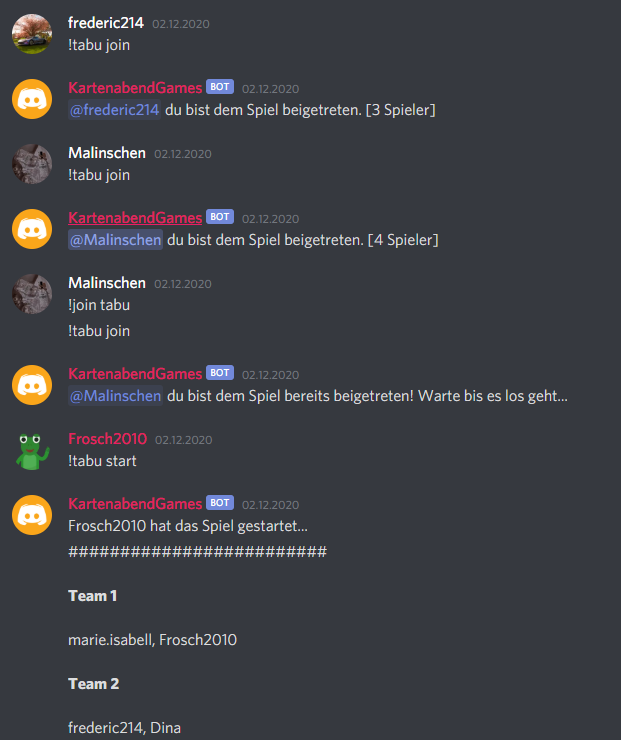 frederic214 02.12.2020
!tabu join
KartenabendGames BOT 02.12.2020
@frederic214 du bist dem Spiel beigetreten. [3 Spieler]
Malinschen 02.12.2020
!tabu join
KartenabendGames BOT 02.12.2020
@Malinschen du bist dem Spiel beigetreten. [4 Spieler]
Malinschen 02.12.2020
!join tabu
!tabu join
KartenabendGames BOT 02.12.2020
@Malinschen du bist dem Spiel bereits beigetreten! Warte bis es los geht...
Frosch2010 02.12.2020
!tabu start
KartenabendGames BOT 02.12.2020
Frosch2010 hat das Spiel gestartet...
#########################
Team 1
marie.isabell, Frosch2010
Team 2
frederic214, Dina